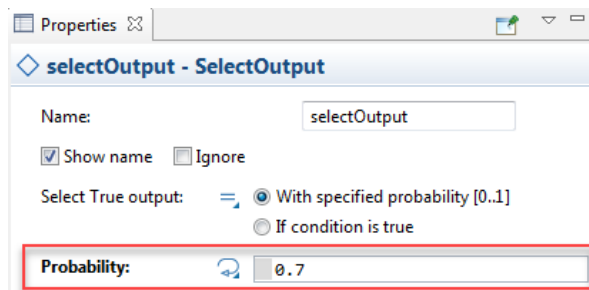 Properties
selectOutput - SelectOutput
Name: selectOutput
Show name Ignore
Select True output: With specified probability [0..1]
If condition is true
Probability: 0.7